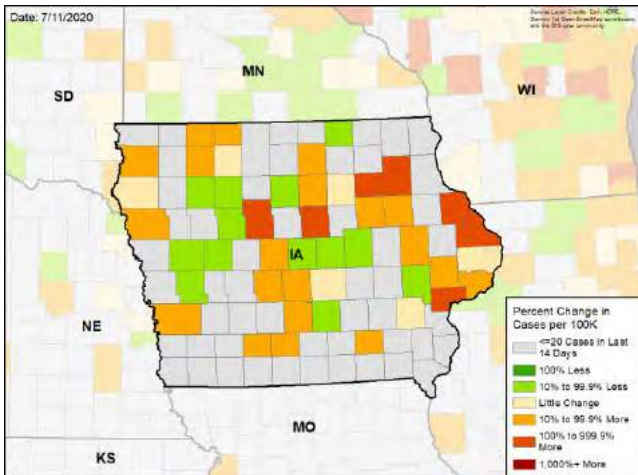 Date: 7/11/2020
MN
SD
WI
IA
NE
Percent Change in
Cases per 100K
<=20 Cases in Last
14 Days
100% Less
10% to 99.9% Less
Little Change
10% to 99.9% More
100% to 999.9%
More
1,000%+ More
MO
KS